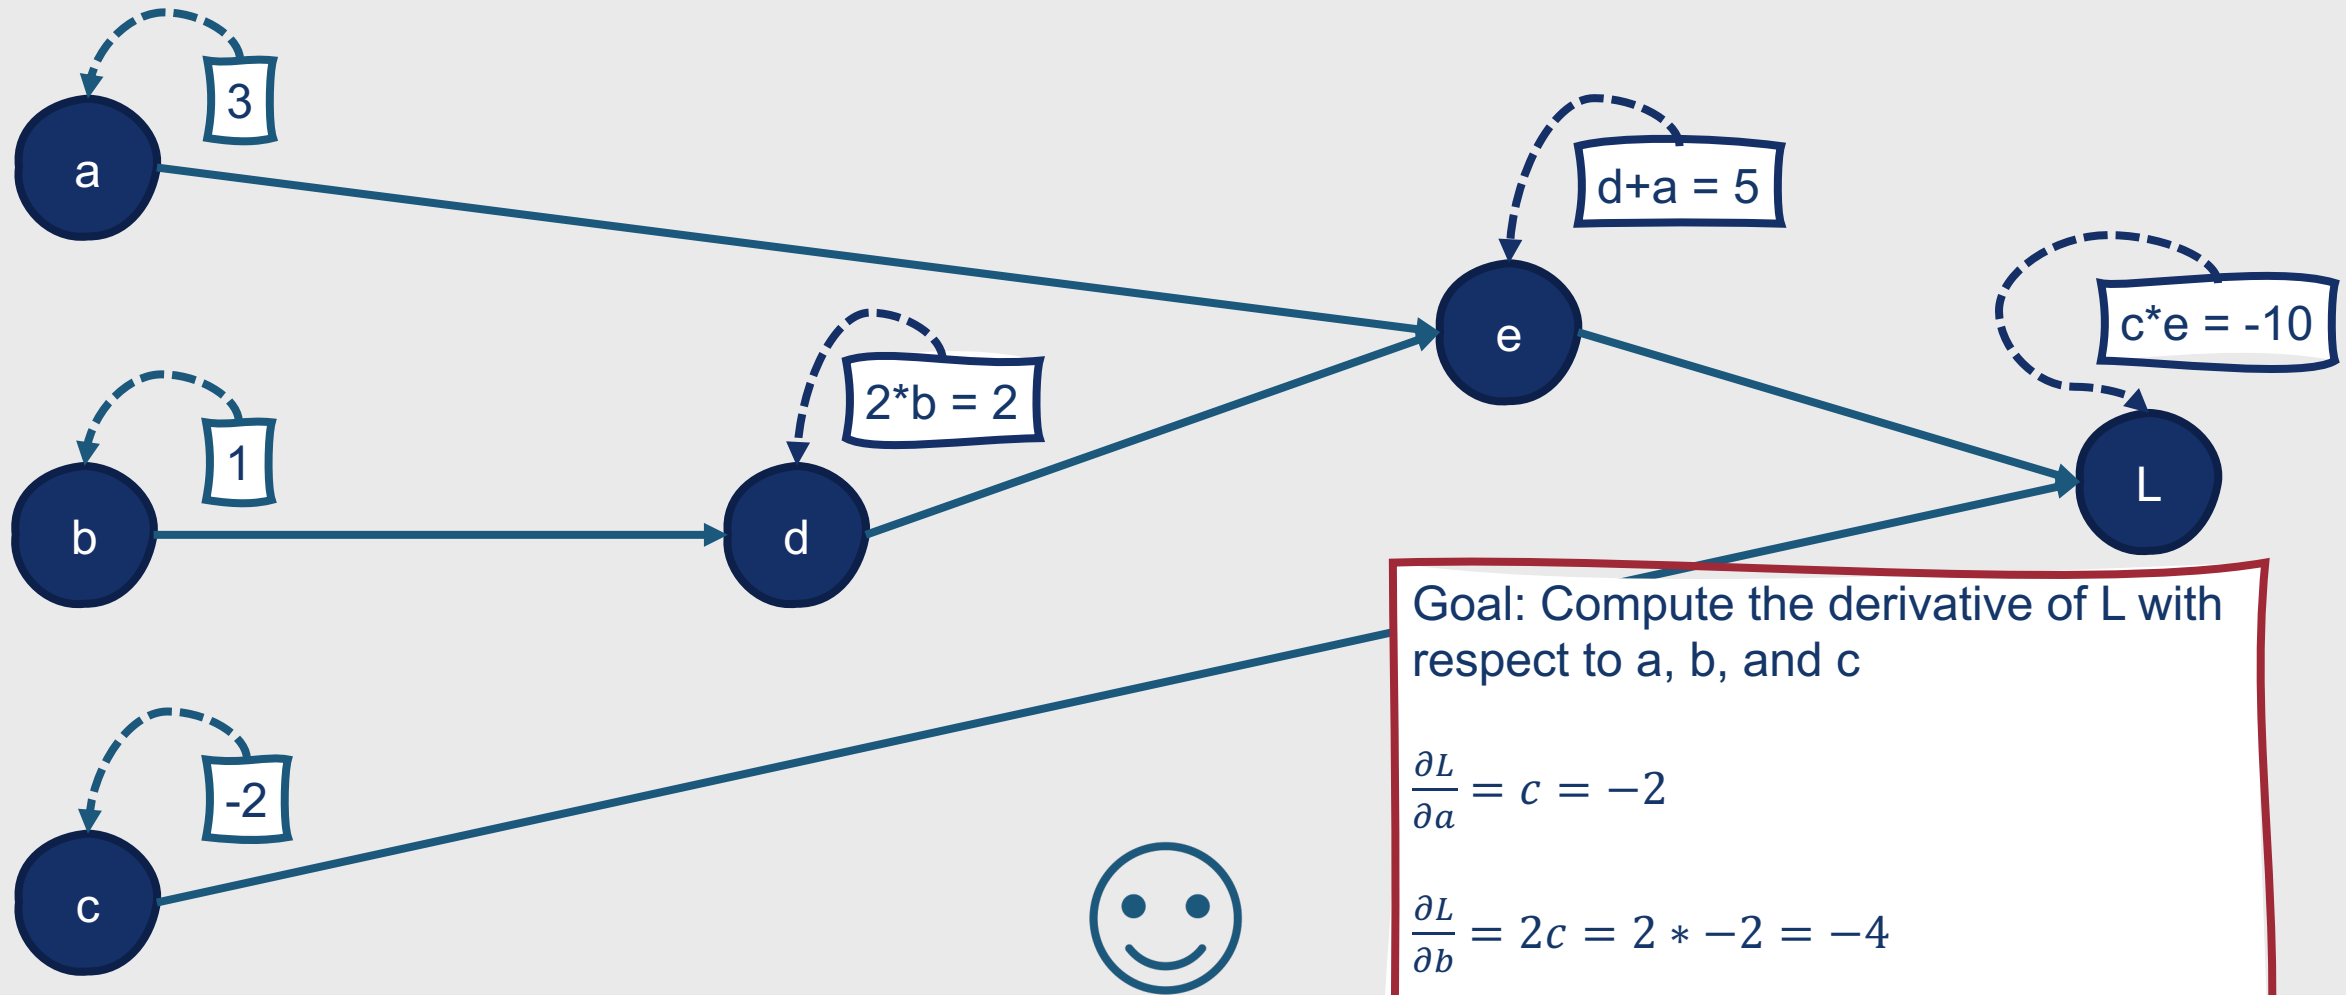 3
a
d+a = 5
c*e = -10
e
2*b = 2
1
L
b
d
Goal: Compute the derivative of L with
respect to a, b, and c
-2
∂L/∂a = c = −2
c
∂L/∂b = 2c = 2 ∗ −2 = −4